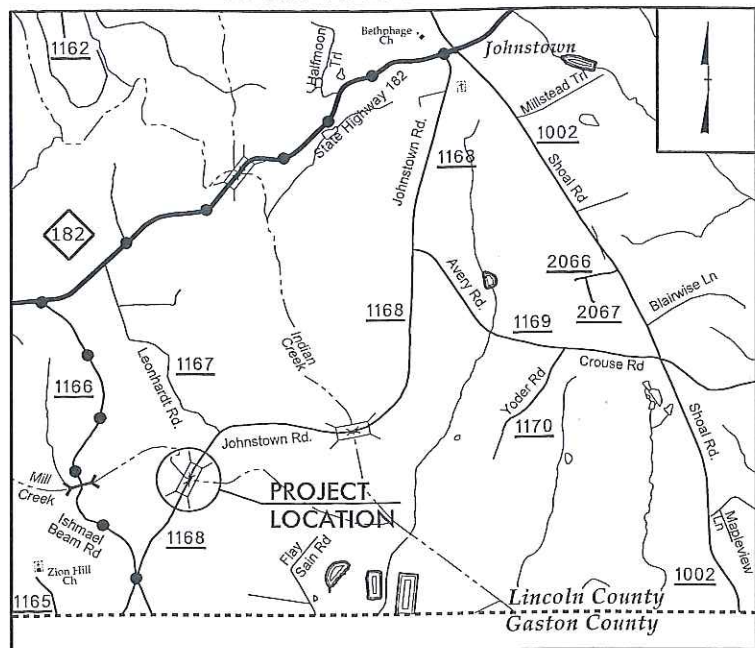 1162
Bethphage
Ch
Johnstown
Halfmoon
Trl
State Highway 182
Millstead Trl
1002
Johnstown Rd.
1168
Shoal Rd
182
Avery Rd.
2066
2067
Blairwise Ln
1168
1169
Crouse Rd
Indian
Creek
Leonhardt Rd.
1167
1166
Yoder Rd
1170
Johnstown Rd.
Shoal Rd.
Mill
Creek
PROJECT
LOCATION
Ishmael
Beam Rd
1168
Flay
Sain Rd
Mapleview
Ln
1002
Zion Hill
Ch
1165
Lincoln County
Gaston County